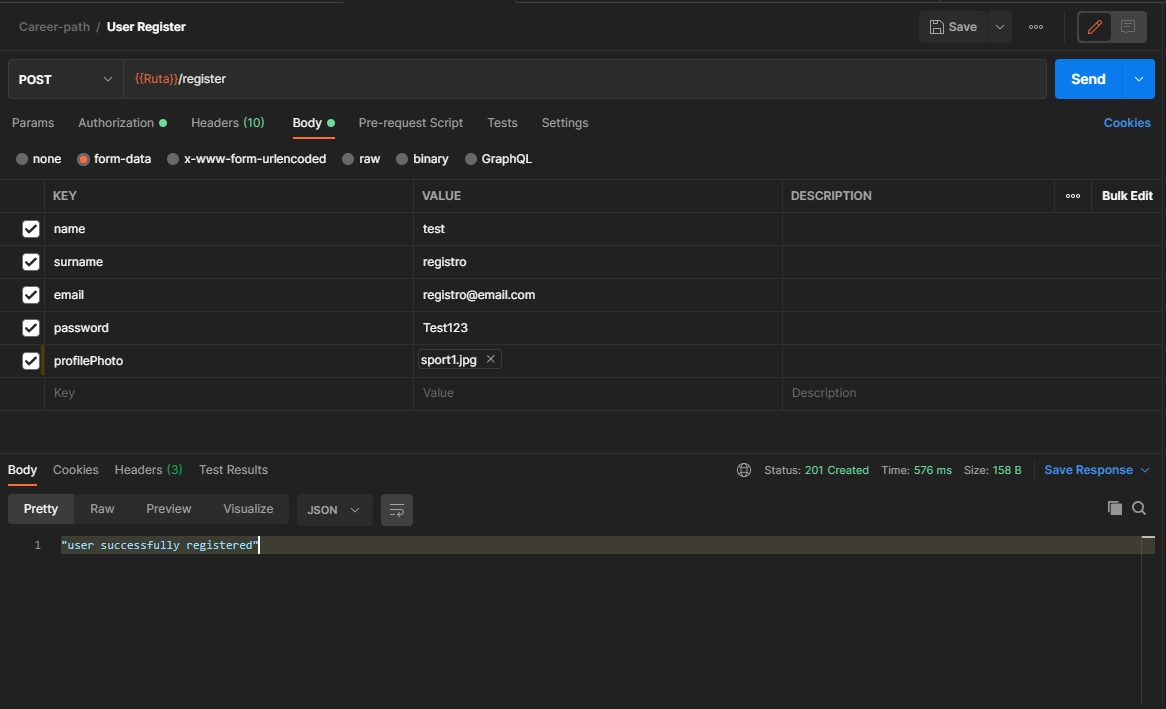 Career-path / User Register
Save
POST
{{Ruta}}/register
Send
Params Authorization Headers (10) Body Pre-request Script Tests Settings Cookies
none form-data x-www-form-urlencoded raw binary GraphQL
KEY VALUE DESCRIPTION Bulk Edit
name test
surname registro
email registro@email.com
password Test123
profilePhoto sport1.jpg
Key Value Description
Body Cookies Headers (3) Test Results Status: 201 Created Time: 576 ms Size: 158 B Save Response
Pretty Raw Preview Visualize JSON
1 "user successfully registered"